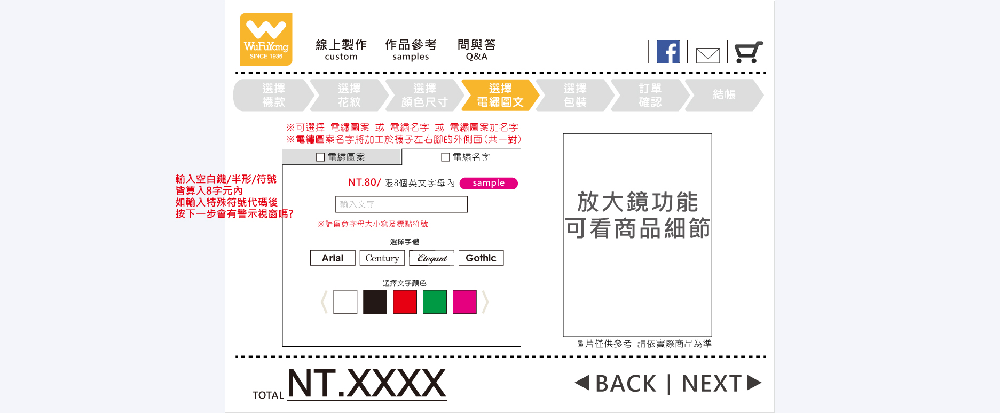 WuFuYang
SINCE 1936
線上製作
custom
作品參考
samples
問與答
Q&A
選擇
襪款
選擇
花紋
選擇
顏色尺寸
選擇
電繡圖文
選擇
包裝
訂單
確認
結帳
※可選擇 電繡圖案 或 電繡名字 或 電繡圖案加名字
※電繡圖案名字將加工於襪子左右腳的外側面(共一對)
電繡圖案
電繡名字
輸入空白鍵/半形/符號
皆算入8字元內
如輸入特殊符號代碼後
按下一步會有警示視窗嗎?
NT.80/ 限8個英文字母內 sample
輸入文字
※請留意字母大小寫及標點符號
選擇字體
Arial Century Elegant Gothic
選擇文字顏色
放大鏡功能
可看商品細節
圖片僅供參考 請依實際商品為準
TOTAL NT.XXXX
BACK | NEXT